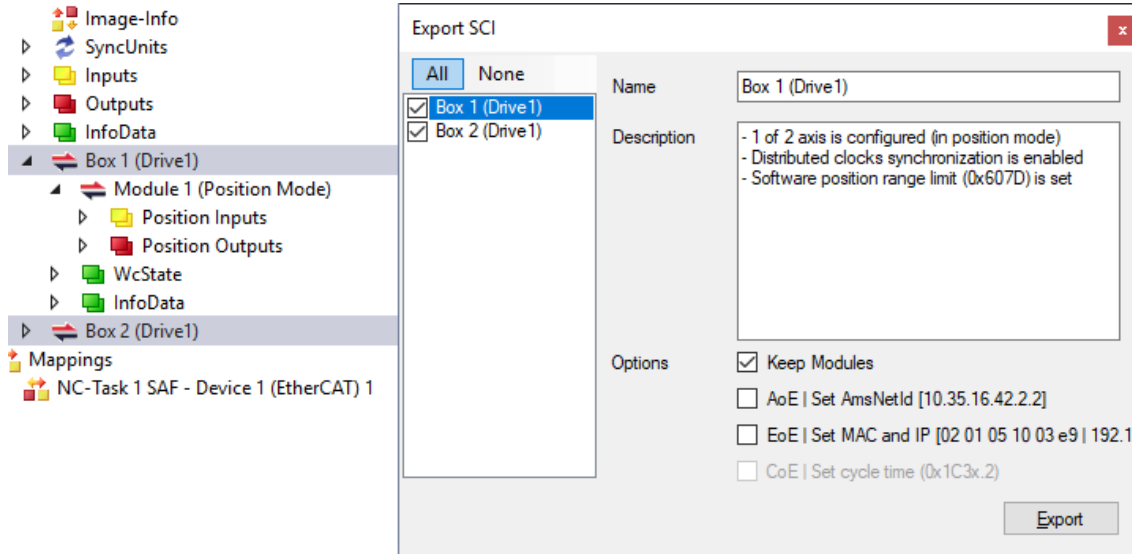 Image-Info
SyncUnits
Inputs
Outputs
InfoData
Box 1 (Drive1)
Module 1 (Position Mode)
Position Inputs
Position Outputs
WcState
InfoData
Box 2 (Drive1)
Mappings
NC-Task 1 SAF - Device 1 (EtherCAT) 1
Export SCI
x
All None
Box 1 (Drive1)
Box 2 (Drive1)
Name
Box 1 (Drive1)
Description
- 1 of 2 axis is configured (in position mode)
- Distributed clocks synchronization is enabled
- Software position range limit (0x607D) is set
Options
Keep Modules
AoE | Set AmsNetId [10.35.16.42.2.2]
EoE | Set MAC and IP [02 01 05 10 03 e9 | 192.1
CoE | Set cycle time (0x1C3x.2)
Export